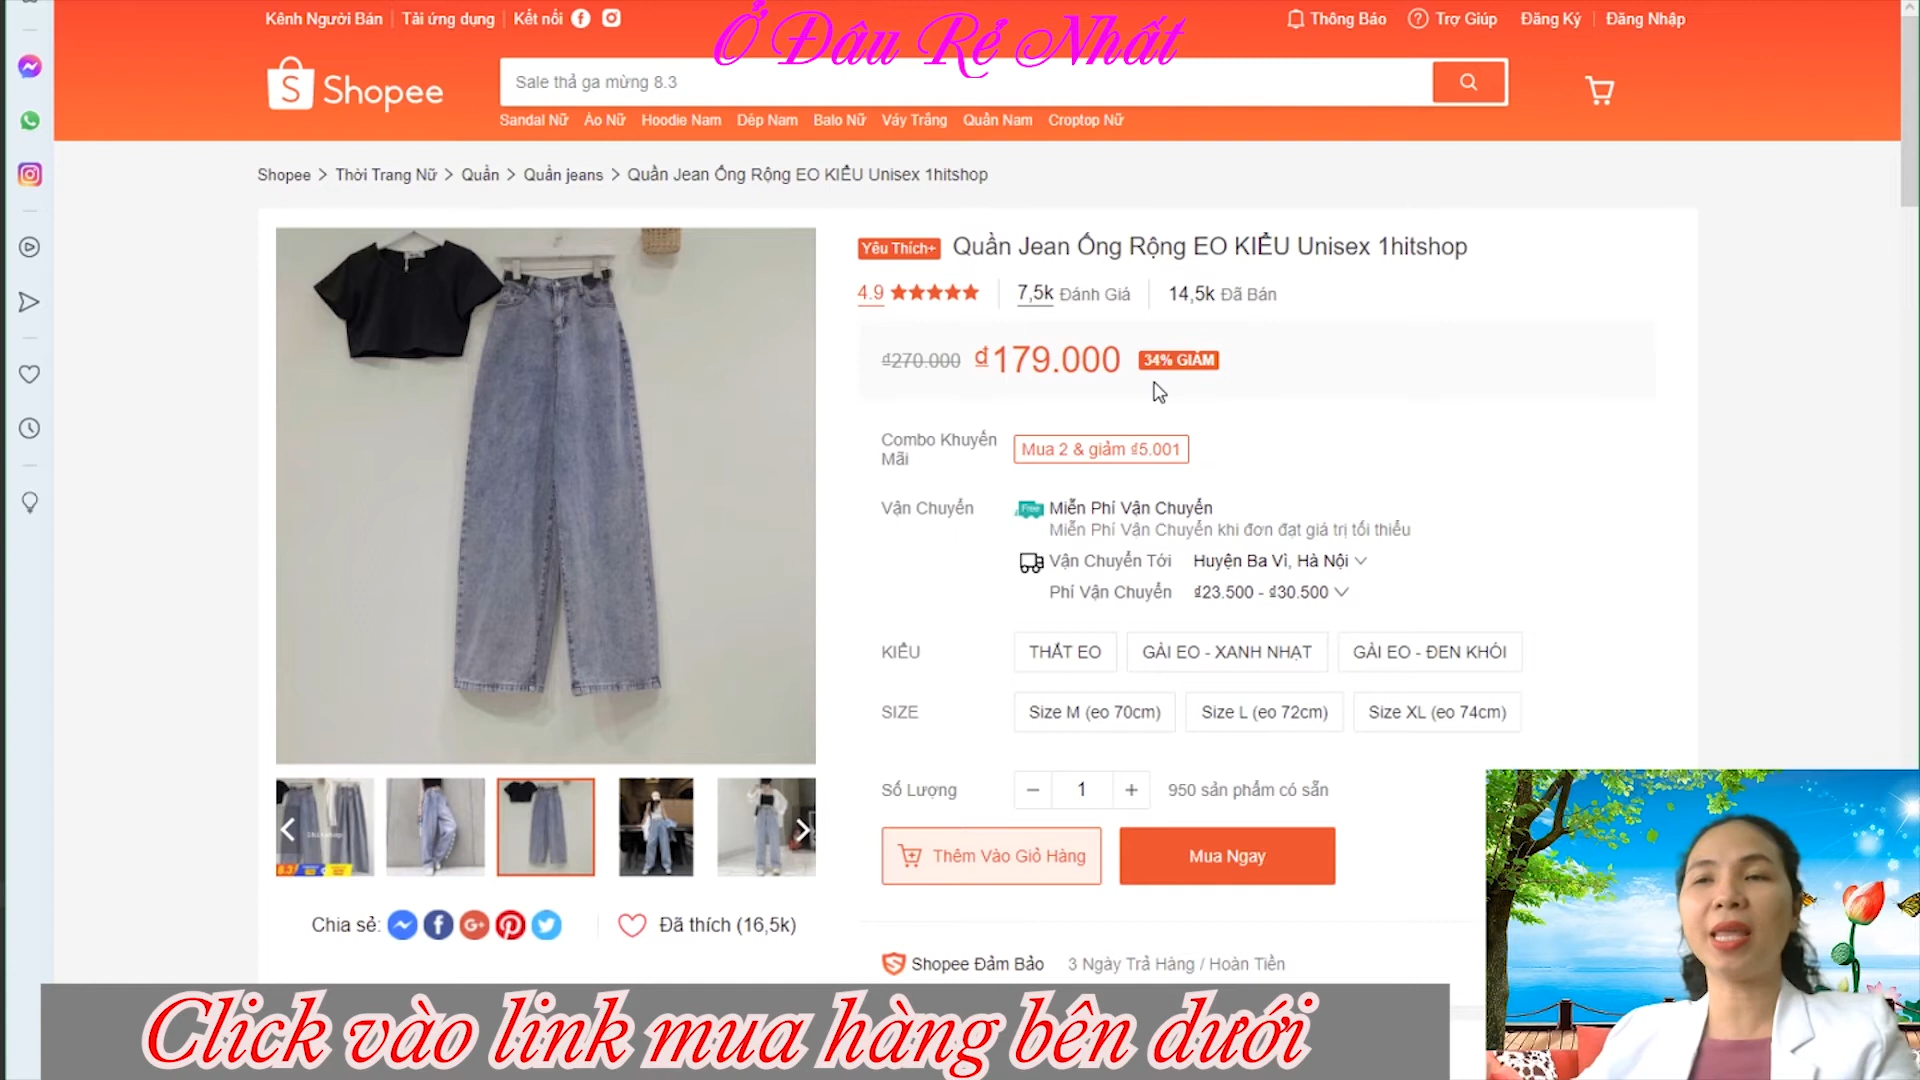 Kênh Người Bán Tải ứng dụng Kết nối
Thông Báo Trợ Giúp Đăng Ký Đăng Nhập
Ở Đâu Rẻ Nhất
Shopee
Sale thả ga mừng 8.3
Sandal Nữ Áo Nữ Hoodie Nam Dép Nam Balo Nữ Váy Trắng Quần Nam Croptop Nữ
Shopee > Thời Trang Nữ > Quần > Quần jeans > Quần Jean Ống Rộng EO KIỂU Unisex 1hitshop
Yêu Thích+ Quần Jean Ống Rộng EO KIỂU Unisex 1hitshop
4.9 7,5k Đánh Giá 14,5k Đã Bán
₫270.000 ₫179.000 34% GIẢM
Combo Khuyến Mãi
Mua 2 & giảm ₫5.001
Vận Chuyển
Free Miễn Phí Vận Chuyển
Miễn Phí Vận Chuyển khi đơn đạt giá trị tối thiểu
Vận Chuyển Tới Huyện Ba Vì, Hà Nội
Phí Vận Chuyển ₫23.500 - ₫30.500
KIỂU THẮT EO GẢI EO - XANH NHẠT GẢI EO - ĐEN KHÓI
SIZE Size M (eo 70cm) Size L (eo 72cm) Size XL (eo 74cm)
Số Lượng 1 950 sản phẩm có sẵn
Thêm Vào Giỏ Hàng Mua Ngay
1hitshop
8.3
Chia sẻ: Đã thích (16,5k)
Shopee Đảm Bảo 3 Ngày Trả Hàng / Hoàn Tiền
Click vào link mua hàng bên dưới